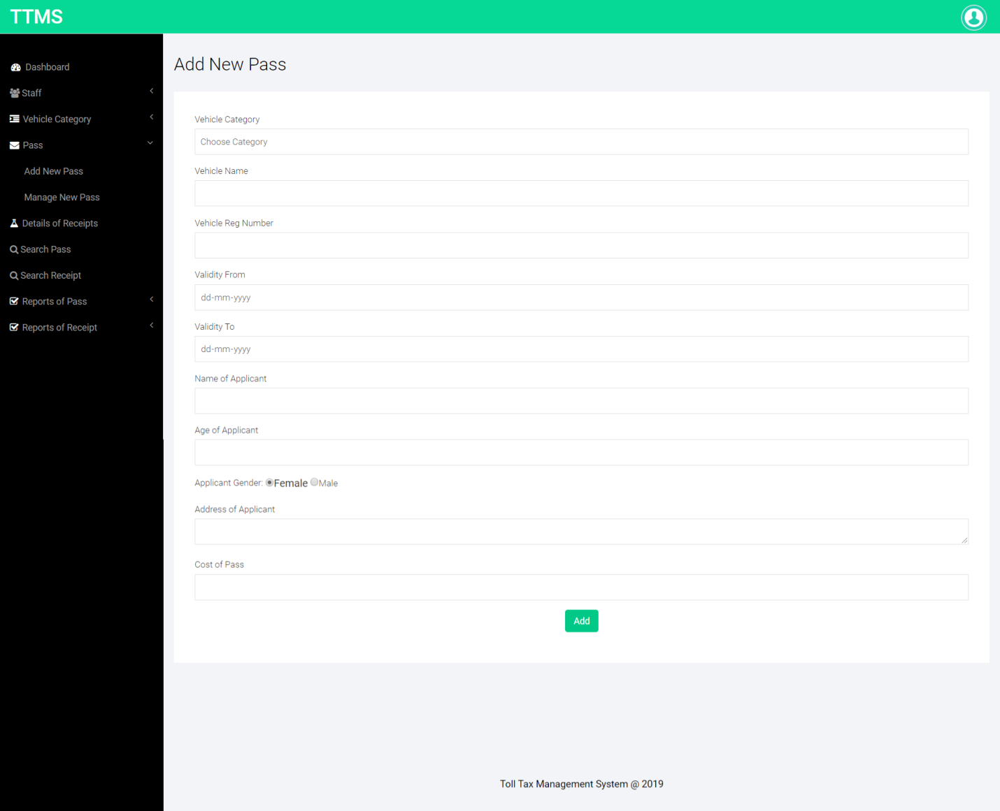 TTMS
Dashboard
Staff
Vehicle Category
Pass
Add New Pass
Manage New Pass
Details of Receipts
Search Pass
Search Receipt
Reports of Pass
Reports of Receipt
Add New Pass
Vehicle Category
Choose Category
Vehicle Name
Vehicle Reg Number
Validity From
dd-mm-yyyy
Validity To
dd-mm-yyyy
Name of Applicant
Age of Applicant
Applicant Gender: Female Male
Address of Applicant
Cost of Pass
Add
Toll Tax Management System @ 2019